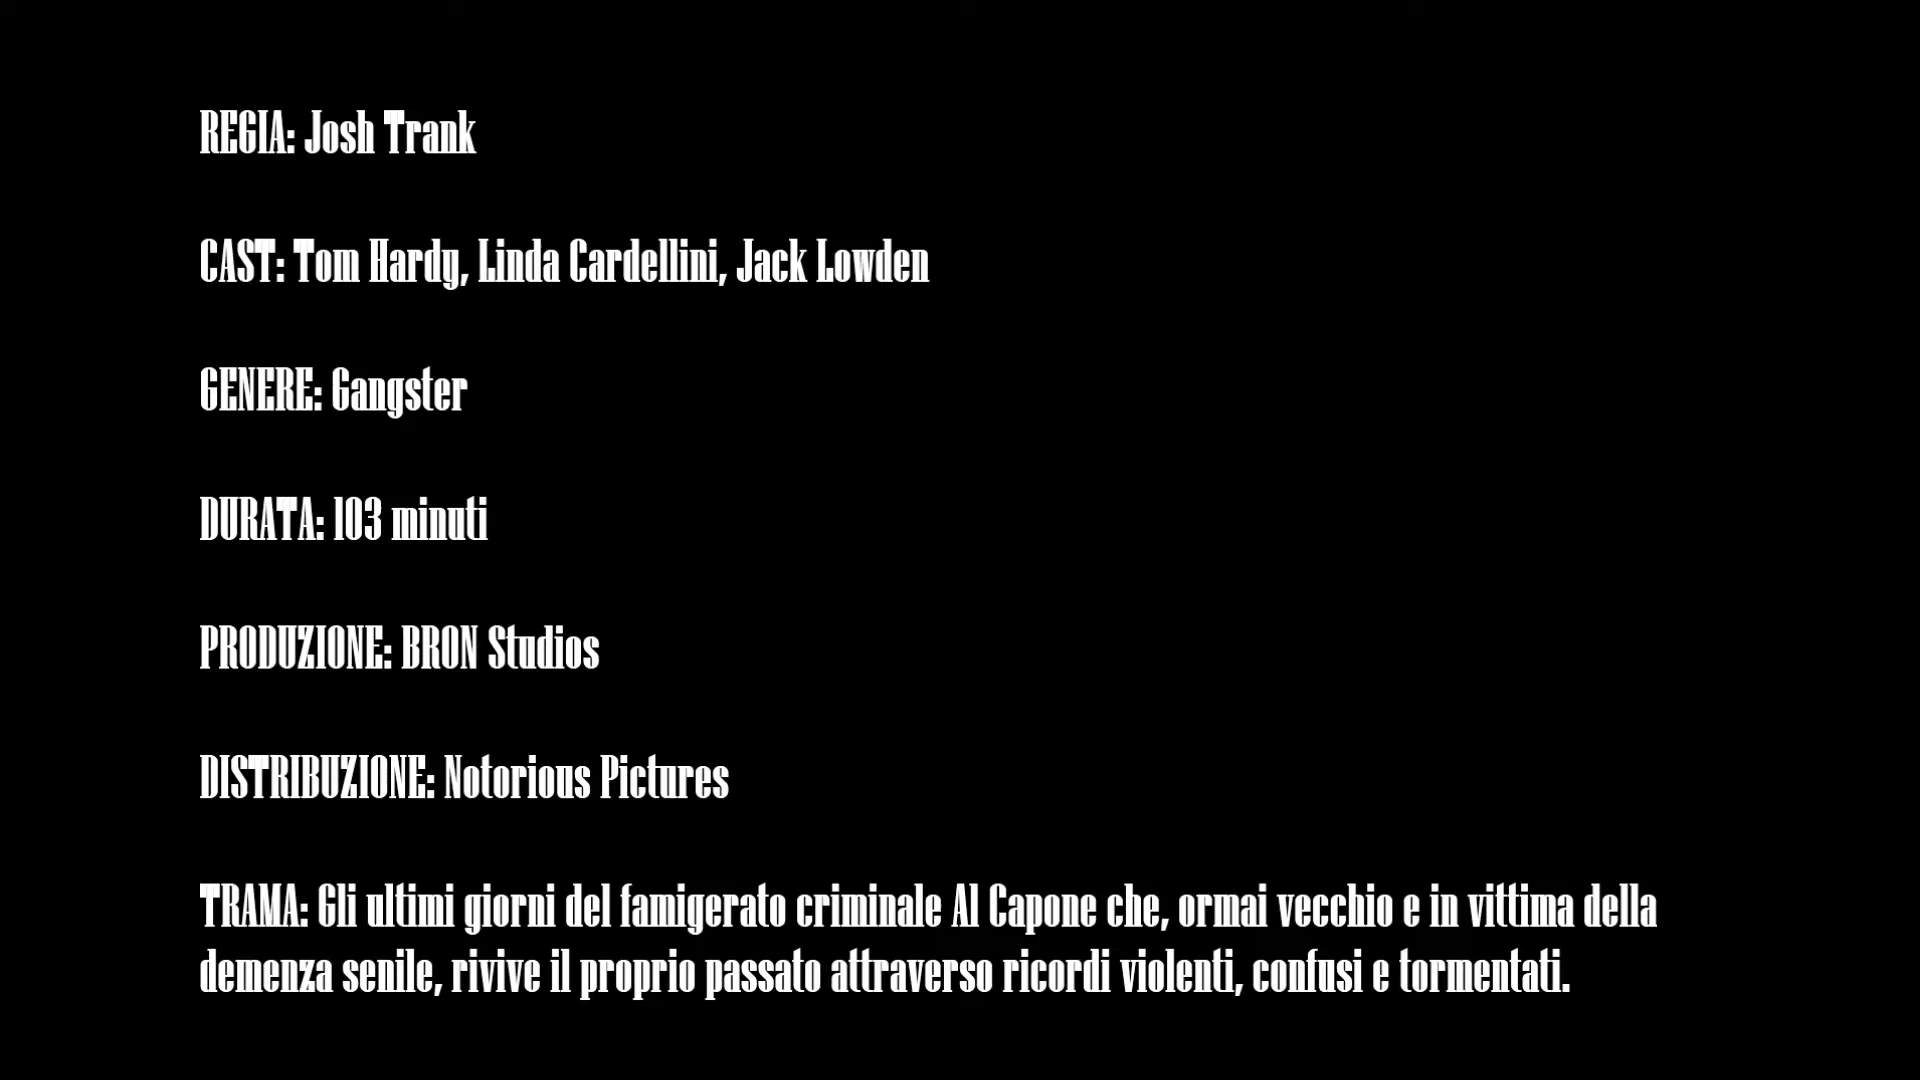 REGIA: Josh Trank
CAST: Tom Hardy, Linda Cardellini, Jack Lowden
GENERE: Gangster
DURATA: 103 minuti
PRODUZIONE: BRON Studios
DISTRIBUZIONE: Notorious Pictures
TRAMA: Gli ultimi giorni del famigerato criminale Al Capone che, ormai vecchio e in vittima della
demenza senile, rivive il proprio passato attraverso ricordi violenti, confusi e tormentati.